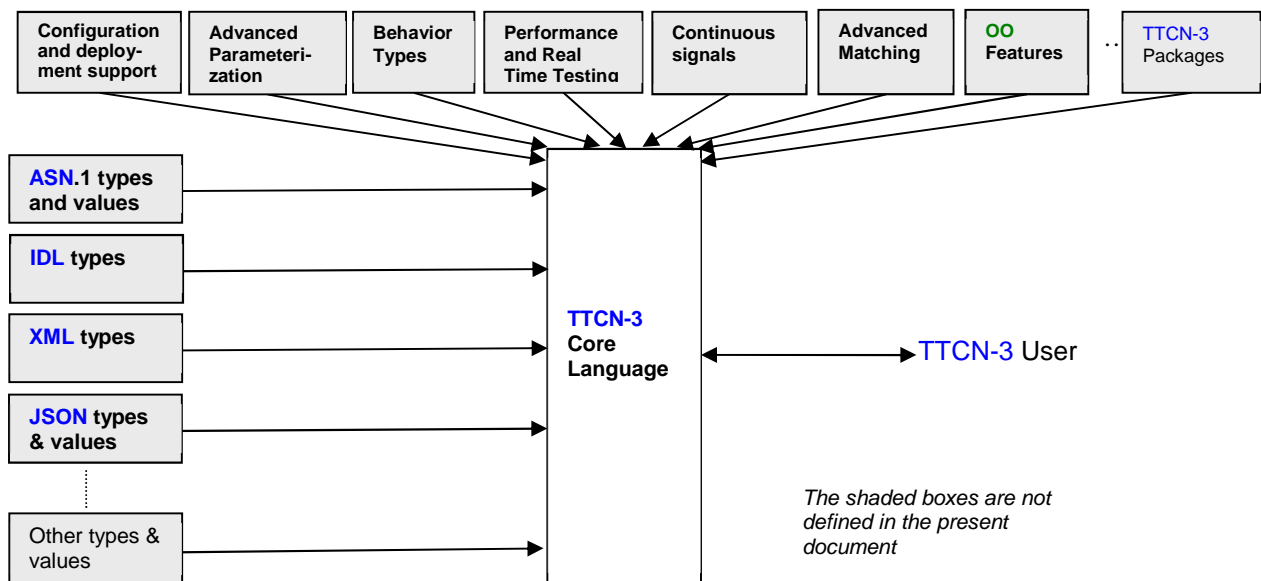 Configuration
and deploy-
ment support
Advanced
Parameteri-
zation
Behavior
Types
Performance
and Real
Time Testing
Continuous
signals
Advanced
Matching
OO
Features
..
TTCN-3
Packages
ASN.1 types
and values
IDL types
XML types
JSON types
& values
Other types &
values
TTCN-3
Core
Language
TTCN-3 User
The shaded boxes are not
defined in the present
document